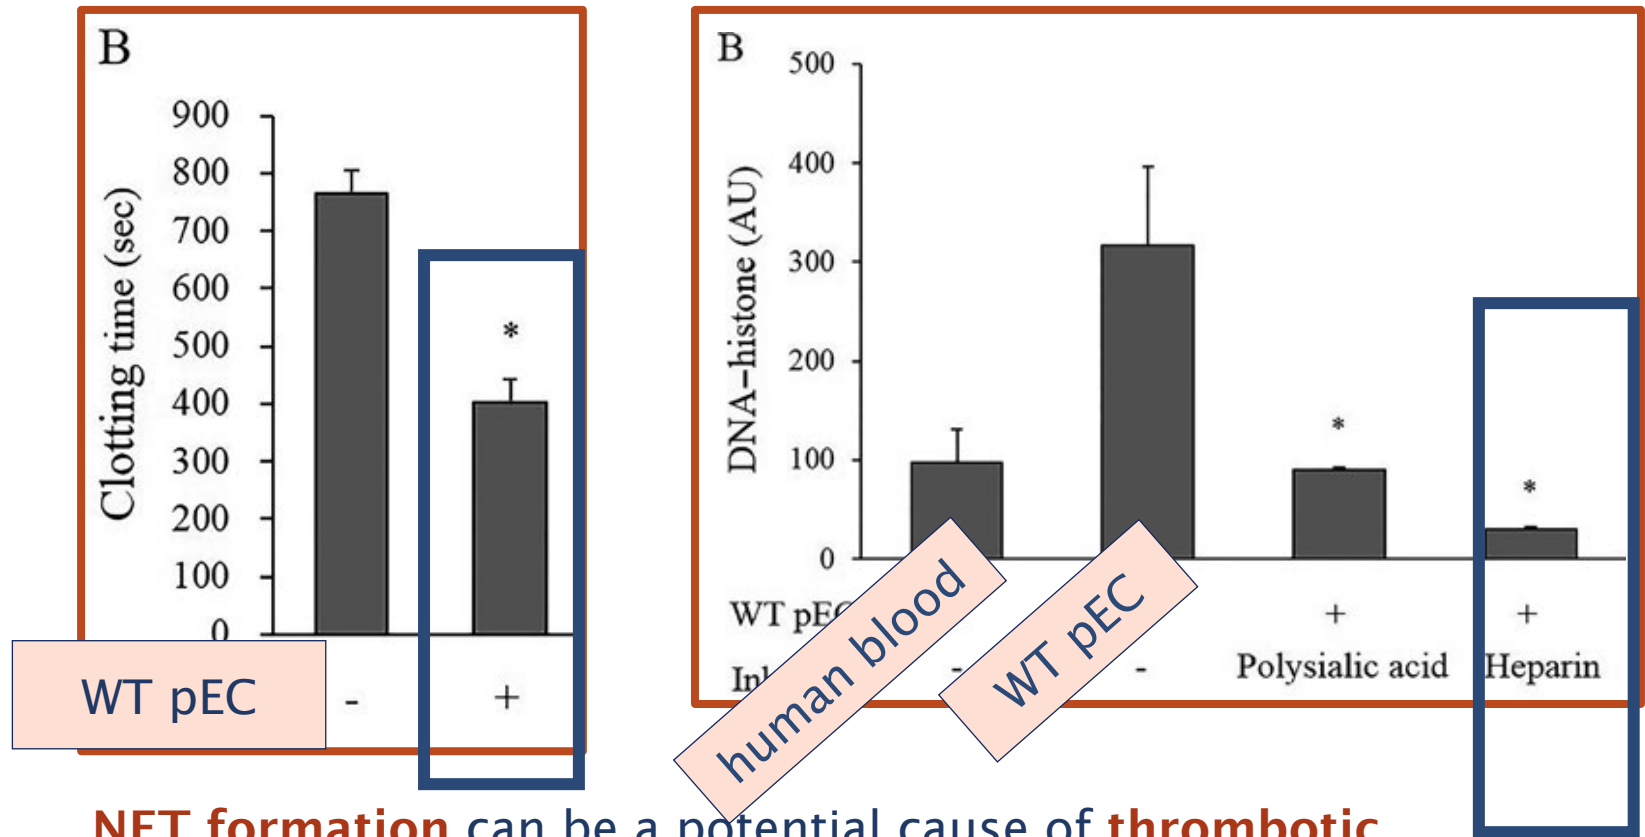 B
900
800
700
600
500
400
300
200
100
0
Clotting time (sec)
*
WT pEC
- +
B
500
400
300
200
100
0
DNA–histone (AU)
* *
WT pEC + +
- - Polysialic acid Heparin
human blood
WT pEC
NET formation can be a potential cause of thrombotic